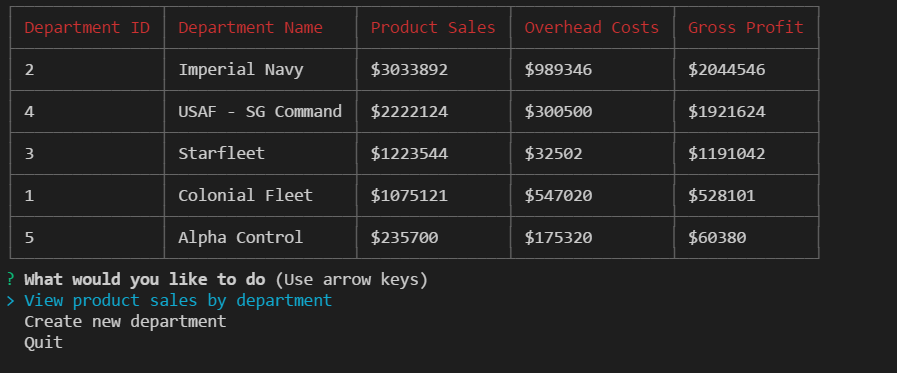 Department ID Department Name Product Sales Overhead Costs Gross Profit
2 Imperial Navy $3033892 $989346 $2044546
4 USAF - SG Command $2222124 $300500 $1921624
3 Starfleet $1223544 $32502 $1191042
1 Colonial Fleet $1075121 $547020 $528101
5 Alpha Control $235700 $175320 $60380
? What would you like to do (Use arrow keys)
> View product sales by department
Create new department
Quit